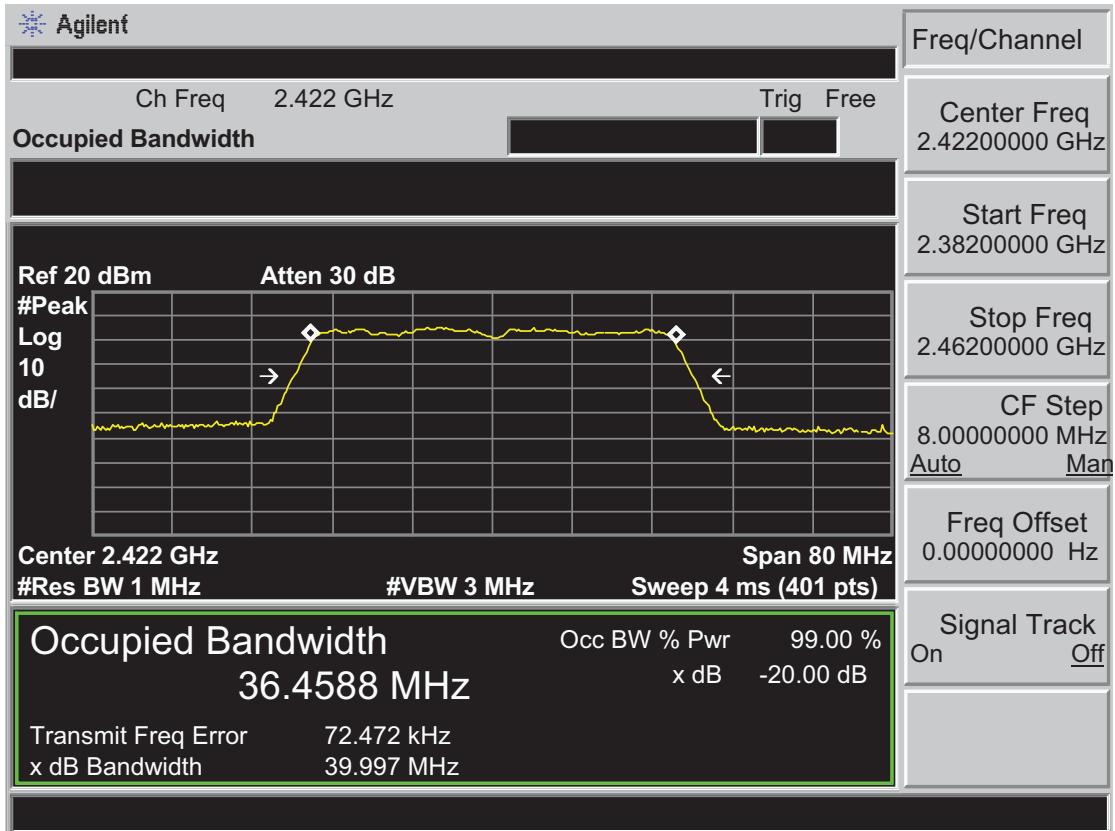 Agilent
Freq/Channel
Ch Freq 2.422 GHz Trig Free
Occupied Bandwidth
Center Freq
2.42200000 GHz
Start Freq
2.38200000 GHz
Stop Freq
2.46200000 GHz
CF Step
8.00000000 MHz
Auto Man
Freq Offset
0.00000000 Hz
Signal Track
On Off
Ref 20 dBm Atten 30 dB
#Peak
Log
10
dB/
Center 2.422 GHz Span 80 MHz
#Res BW 1 MHz #VBW 3 MHz Sweep 4 ms (401 pts)
Occupied Bandwidth Occ BW % Pwr 99.00 %
36.4588 MHz x dB -20.00 dB
Transmit Freq Error 72.472 kHz
x dB Bandwidth 39.997 MHz